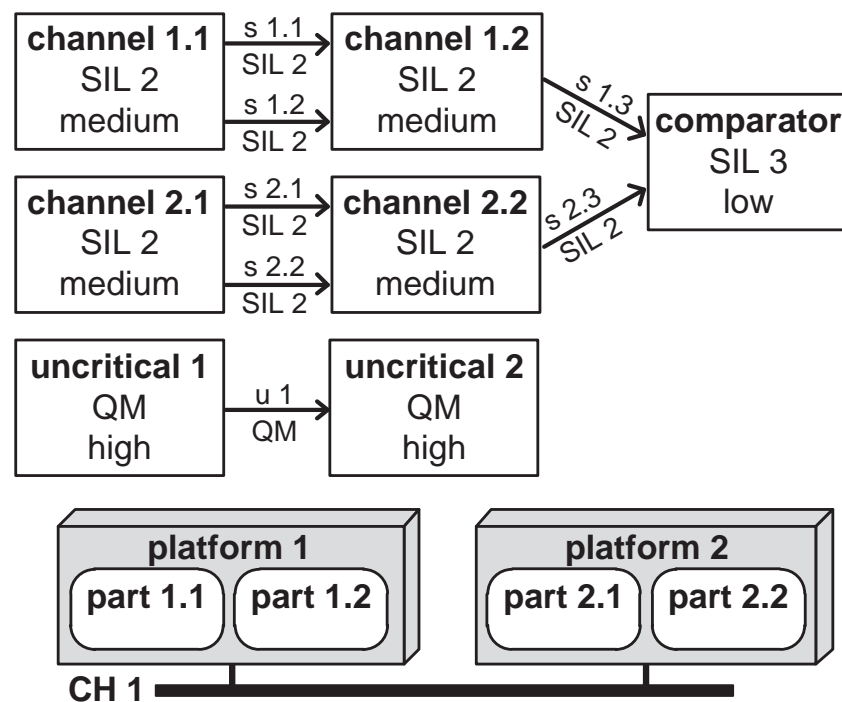 channel 1.1
SIL 2
medium
s 1.1
SIL 2
s 1.2
SIL 2
channel 1.2
SIL 2
medium
s 1.3
SIL 2
comparator
SIL 3
low
channel 2.1
SIL 2
medium
s 2.1
SIL 2
s 2.2
SIL 2
channel 2.2
SIL 2
medium
s 2.3
SIL 2
uncritical 1
QM
high
u 1
QM
uncritical 2
QM
high
platform 1
part 1.1
part 1.2
platform 2
part 2.1
part 2.2
CH 1